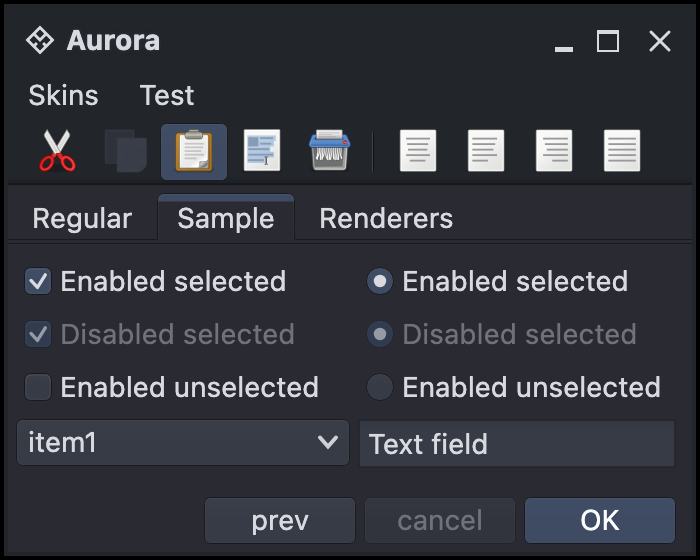 Aurora
Skins Test
Regular Sample Renderers
Enabled selected Enabled selected
Disabled selected Disabled selected
Enabled unselected Enabled unselected
item1 Text field
prev cancel OK